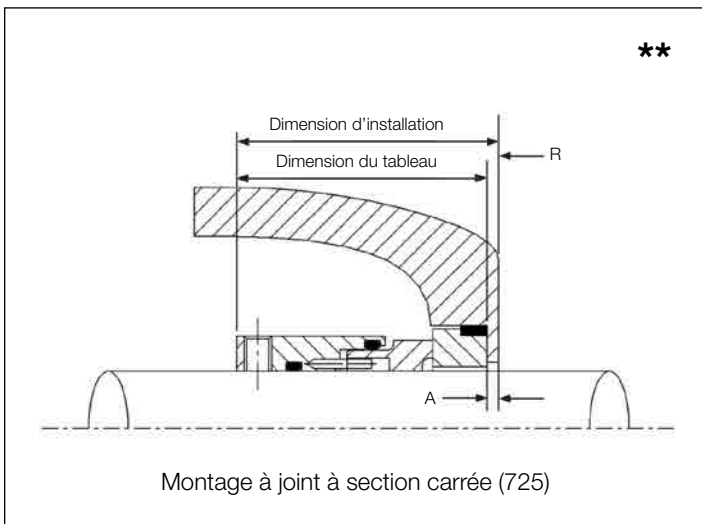 **
Dimension d'installation
R
Dimension du tableau
A
Montage à joint à section carrée (725)